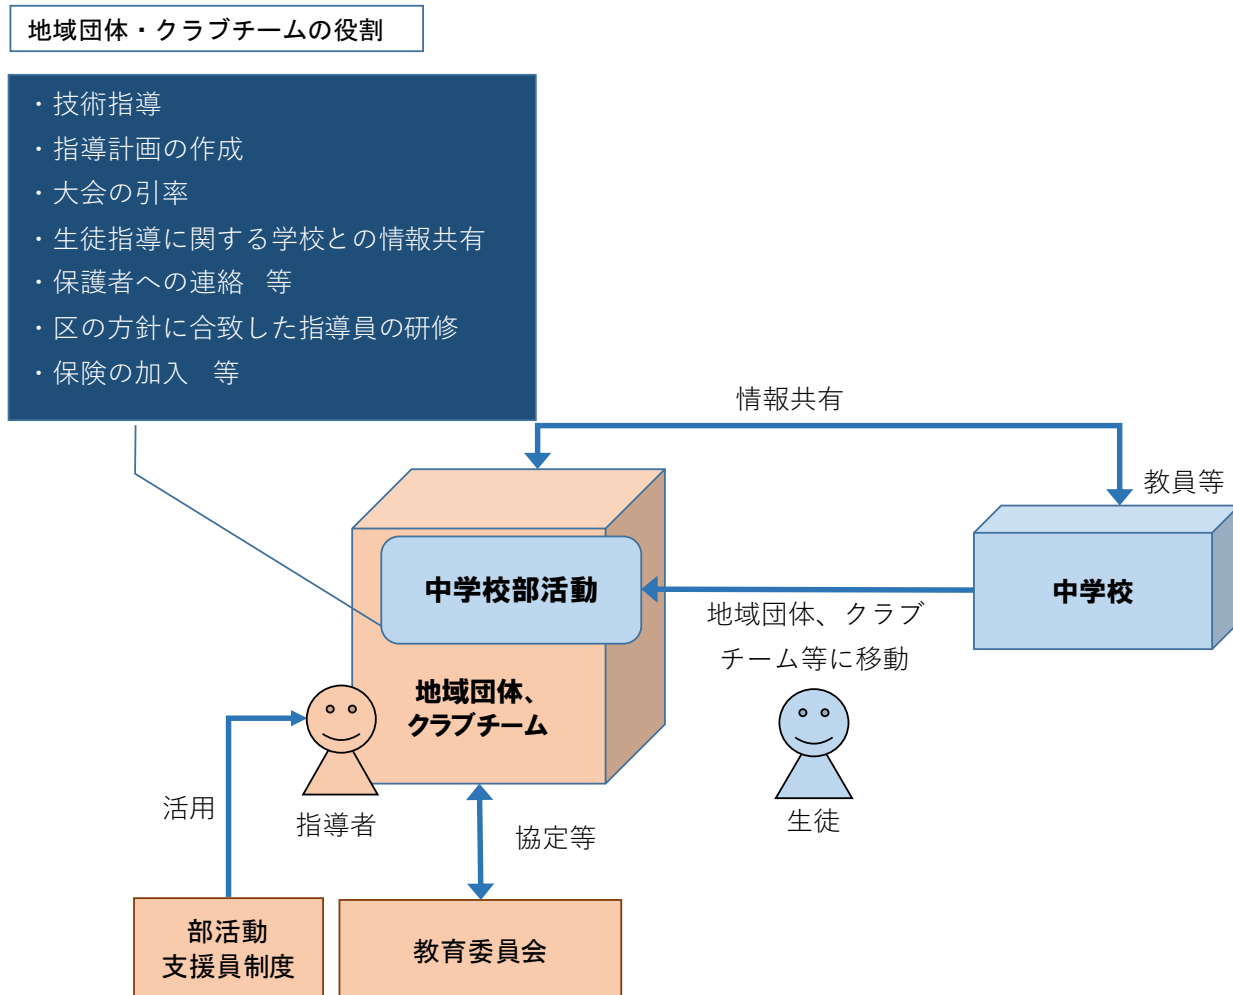 地域団体・クラブチームの役割
・技術指導
・指導計画の作成
・大会の引率
・生徒指導に関する学校との情報共有
・保護者への連絡　等
・区の方針に合致した指導員の研修
・保険の加入　等
情報共有
教員等
中学校部活動
中学校
地域団体、クラブ
チーム等に移動
地域団体、
クラブチーム
活用
指導者
生徒
協定等
部活動
支援員制度
教育委員会